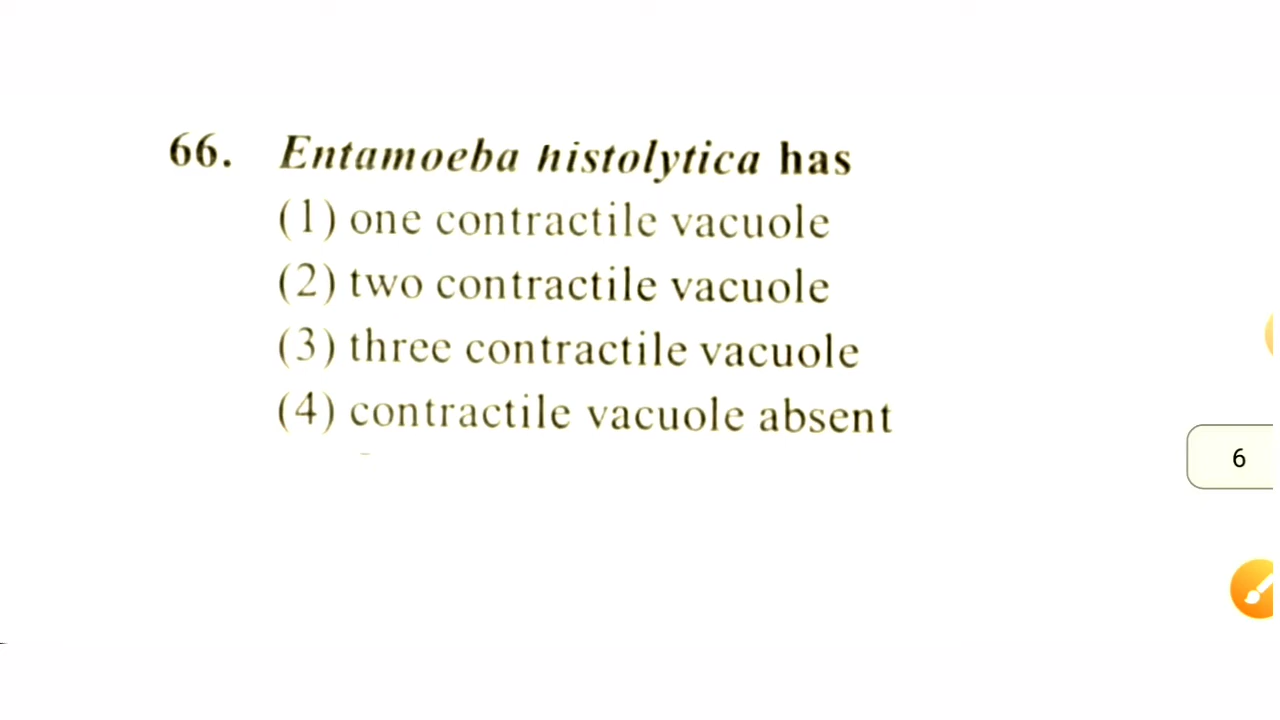 66. Entamoeba histolytica has
(1) one contractile vacuole
(2) two contractile vacuole
(3) three contractile vacuole
(4) contractile vacuole absent
6